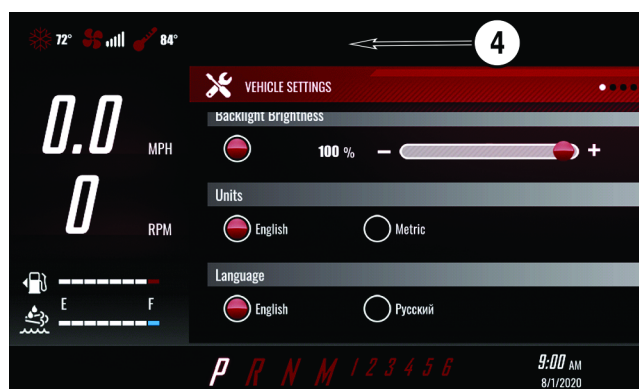 72° 84°
4
VEHICLE SETTINGS
Backlight Brightness
100 % − +
0.0 MPH
Units
English Metric
0 RPM
Language
English Русский
E F
P R N M 1 2 3 4 5 6
9:00 AM
8/1/2020